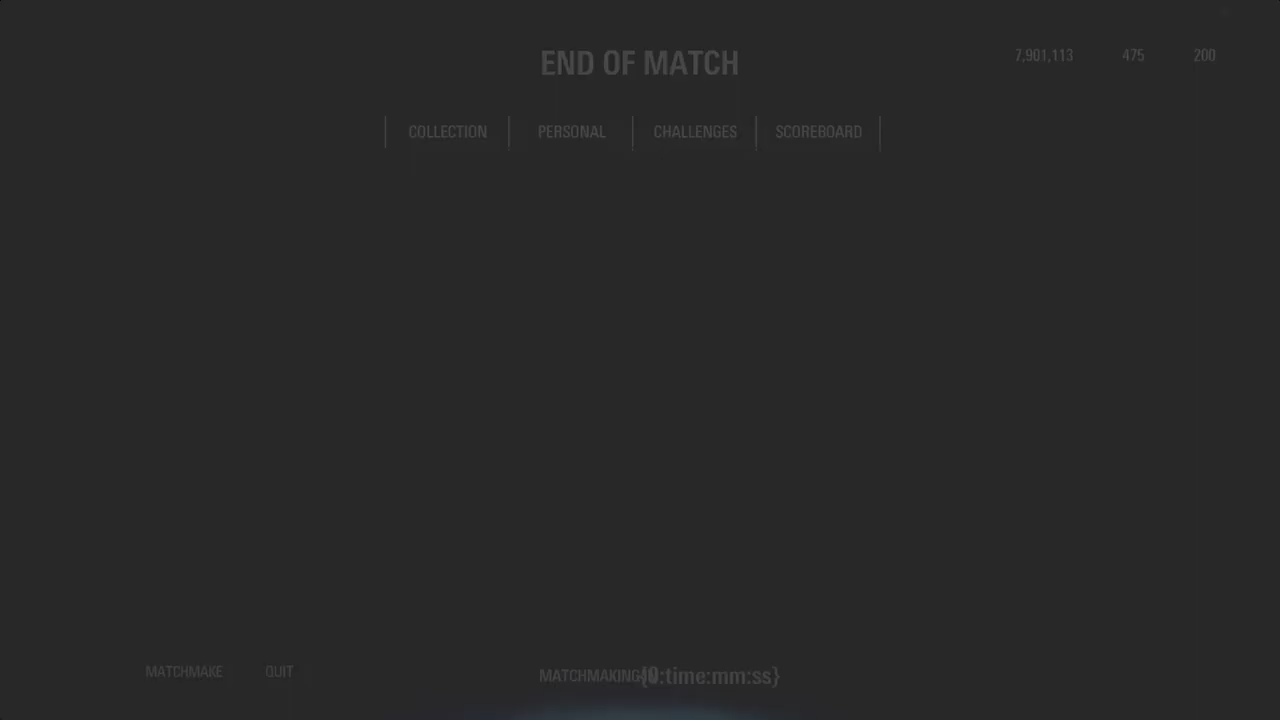 END OF MATCH
7,901,113 475 200
COLLECTION PERSONAL CHALLENGES SCOREBOARD
MATCHMAKE QUIT MATCHMAKING {0:time:mm:ss}